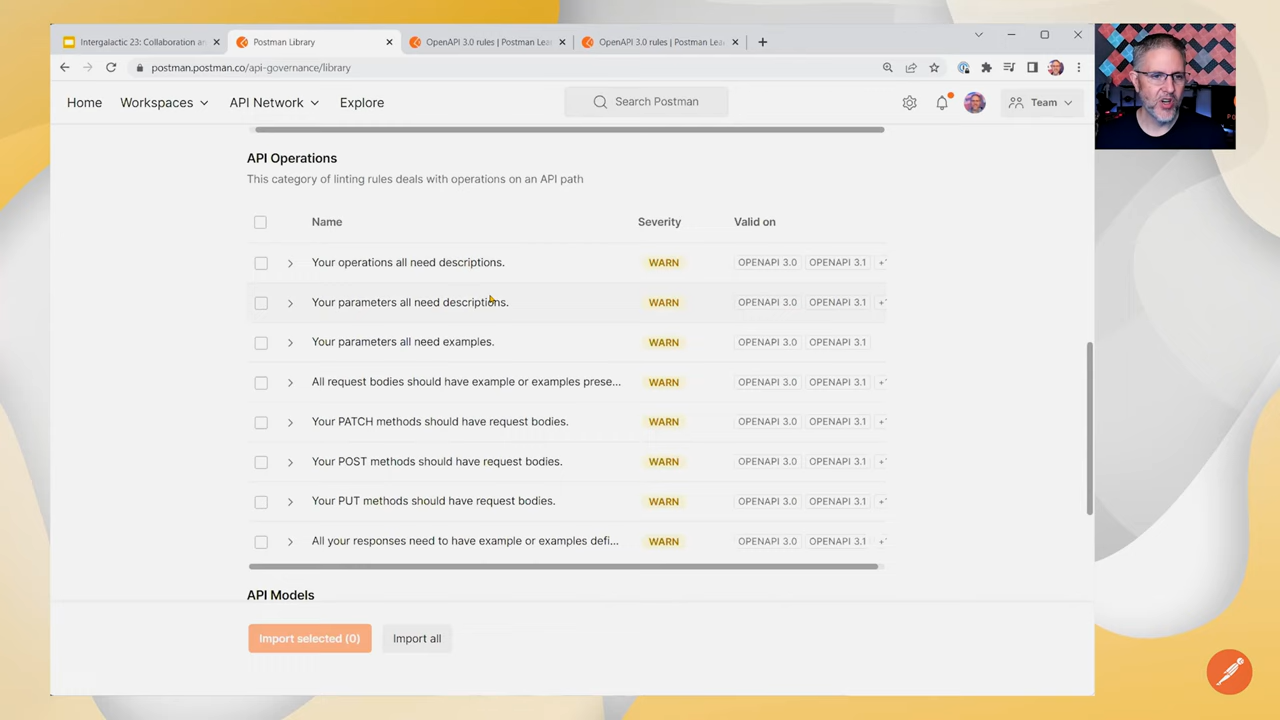 Intergalactic 23: Collaboration an
Postman Library
OpenAPI 3.0 rules | Postman Lea
OpenAPI 3.0 rules | Postman Lea
postman.postman.co/api-governance/library
Home Workspaces API Network Explore Search Postman Team
API Operations
This category of linting rules deals with operations on an API path
Name Severity Valid on
Your operations all need descriptions. WARN OPENAPI 3.0 OPENAPI 3.1 +
Your parameters all need descriptions. WARN OPENAPI 3.0 OPENAPI 3.1 +
Your parameters all need examples. WARN OPENAPI 3.0 OPENAPI 3.1
All request bodies should have example or examples prese... WARN OPENAPI 3.0 OPENAPI 3.1 +
Your PATCH methods should have request bodies. WARN OPENAPI 3.0 OPENAPI 3.1 +
Your POST methods should have request bodies. WARN OPENAPI 3.0 OPENAPI 3.1 +
Your PUT methods should have request bodies. WARN OPENAPI 3.0 OPENAPI 3.1 +
All your responses need to have example or examples defi... WARN OPENAPI 3.0 OPENAPI 3.1 +
API Models
Import selected (0) Import all